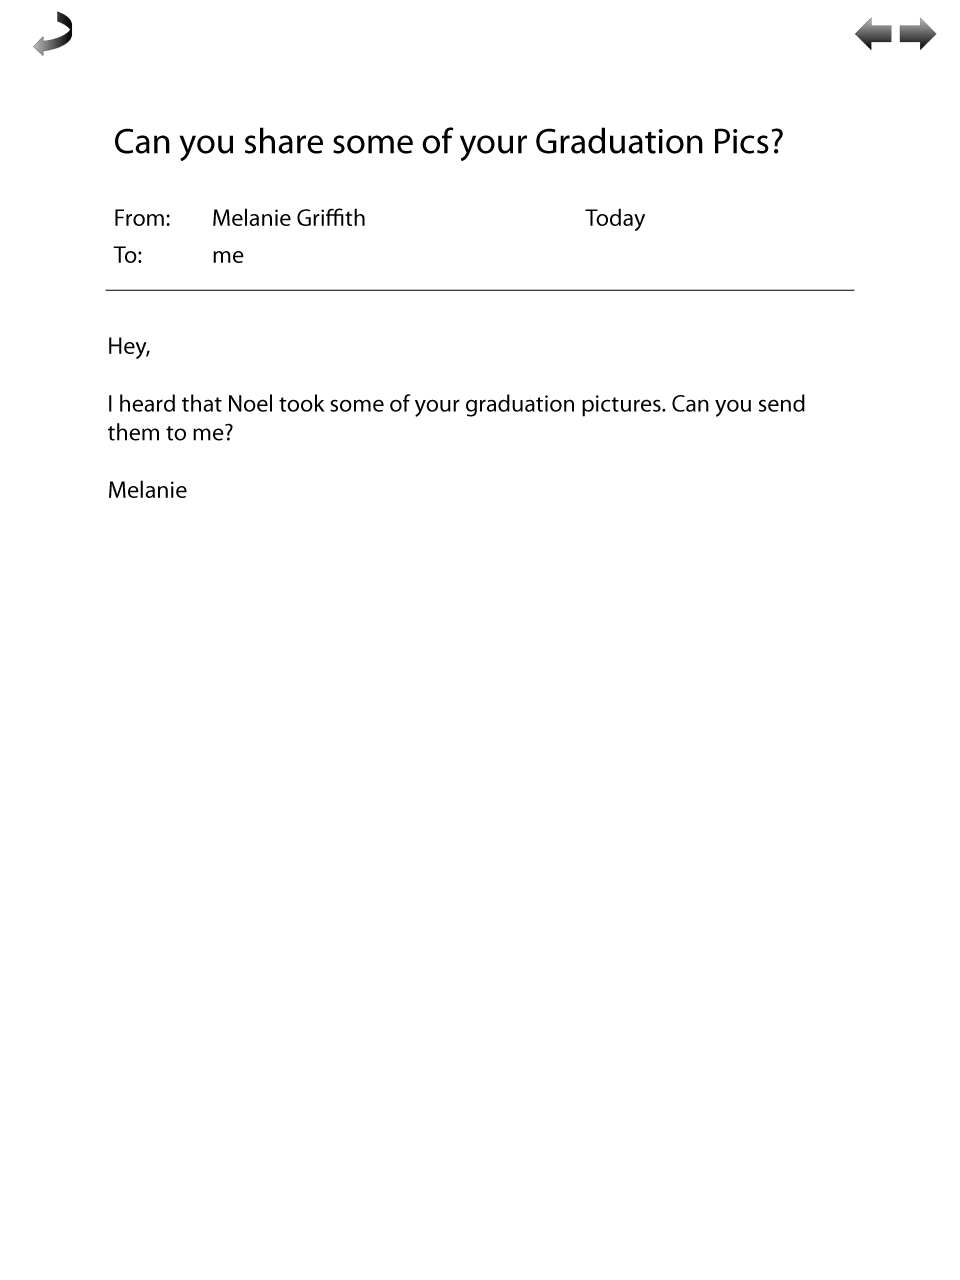 Can you share some of your Graduation Pics?
From: Melanie Griffith Today
To: me
Hey,
I heard that Noel took some of your graduation pictures. Can you send
them to me?
Melanie